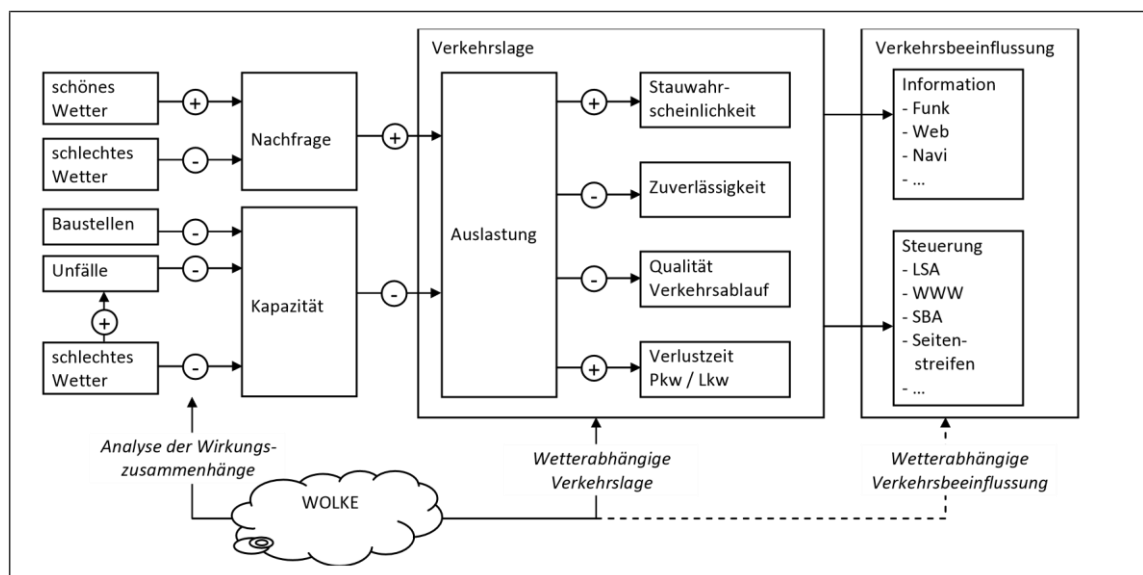 Verkehrslage
Verkehrsbeeinflussung
schönes
Wetter
+
schlechtes
Wetter
-
Nachfrage
+
Baustellen
-
Unfälle
-
+
schlechtes
Wetter
-
Kapazität
-
Auslastung
+
Stauwahr-
scheinlichkeit
-
Zuverlässigkeit
-
Qualität
Verkehrsablauf
+
Verlustzeit
Pkw / Lkw
Information
- Funk
- Web
- Navi
- ...
Steuerung
- LSA
- WWW
- SBA
- Seiten-
streifen
- ...
Analyse der Wirkungs-
zusammenhänge
WOLKE
Wetterabhängige
Verkehrslage
Wetterabhängige
Verkehrsbeeinflussung